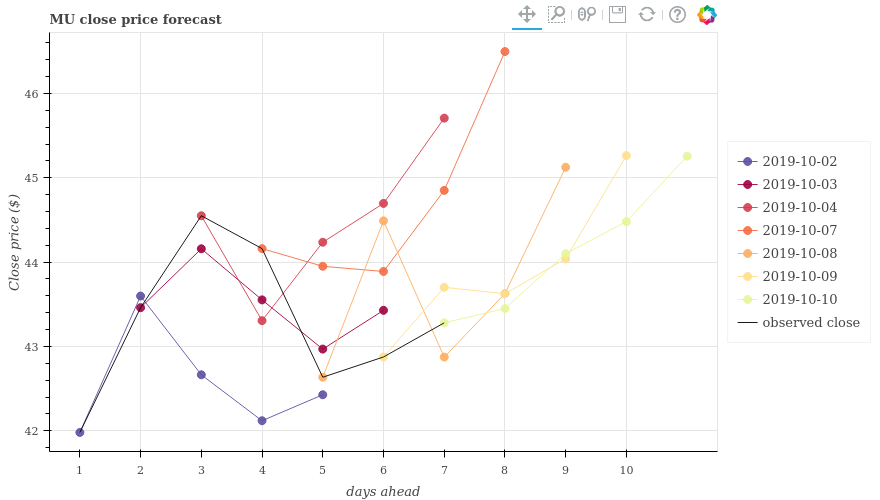 MU close price forecast
46
45
44
43
42
Close price ($)
1 2 3 4 5 6 7 8 9 10
days ahead
2019-10-02
2019-10-03
2019-10-04
2019-10-07
2019-10-08
2019-10-09
2019-10-10
observed close